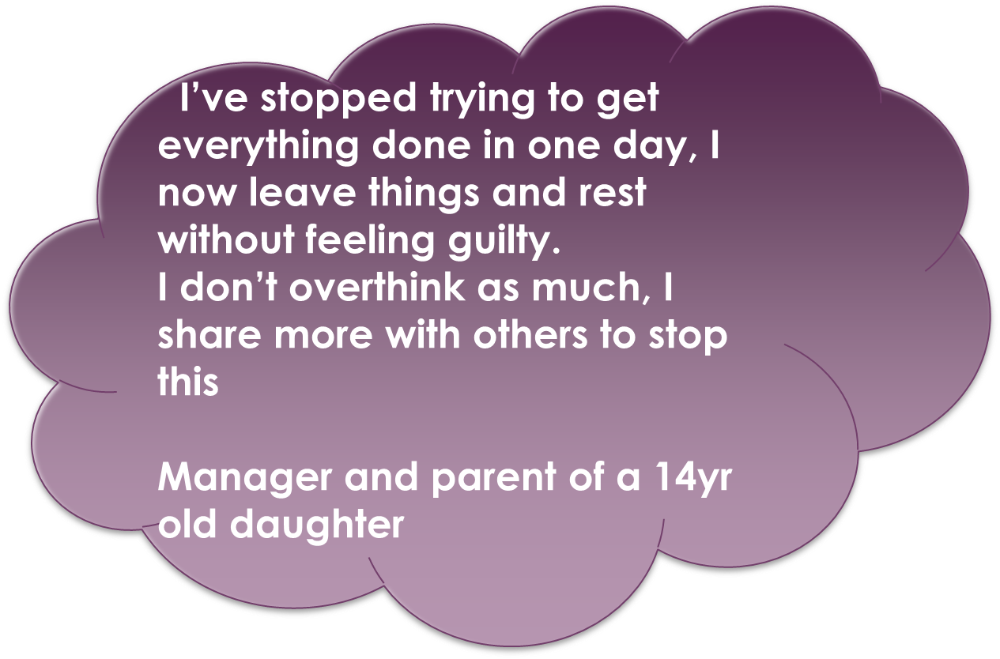 I’ve stopped trying to get
everything done in one day, I
now leave things and rest
without feeling guilty.
I don’t overthink as much, I
share more with others to stop
this
Manager and parent of a 14yr
old daughter